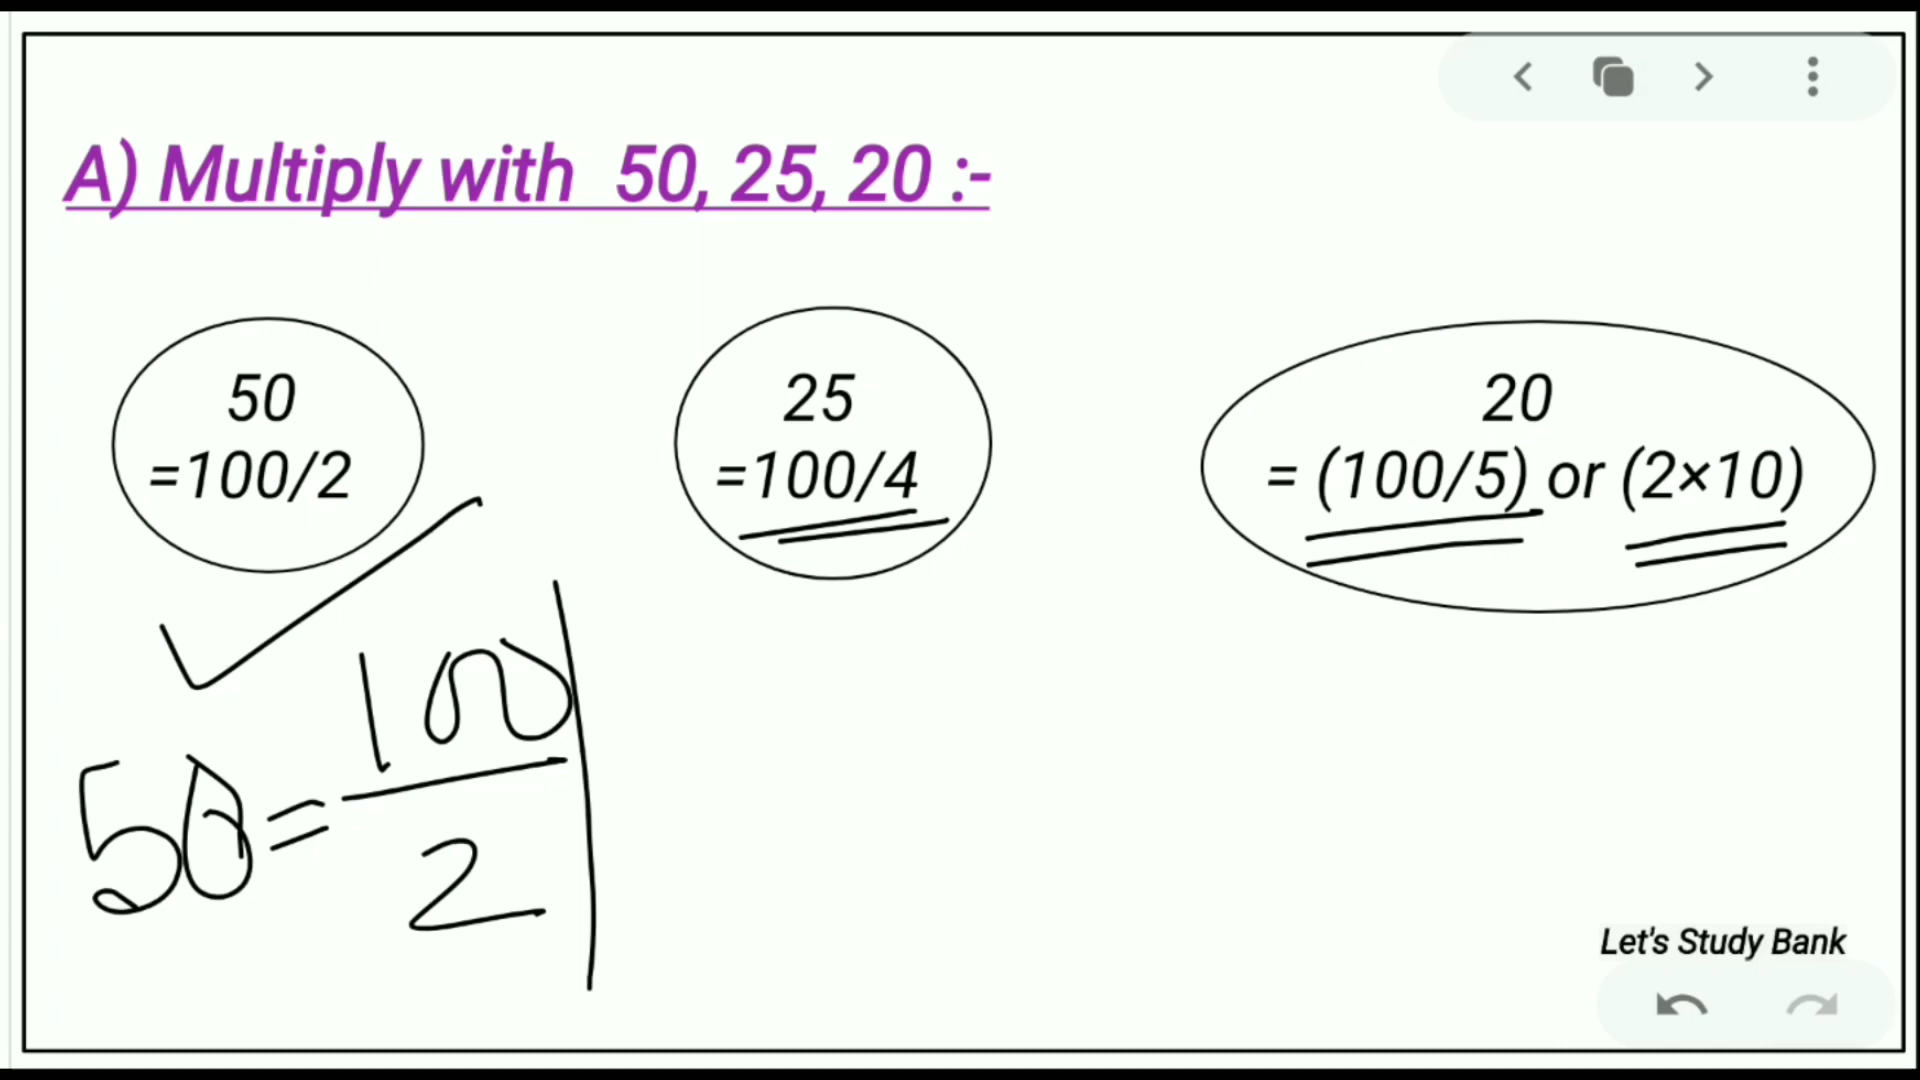 A) Multiply with 50, 25, 20 :-
50
=100/2
25
=100/4
20
= (100/5) or (2×10)
50=100/2
Let's Study Bank